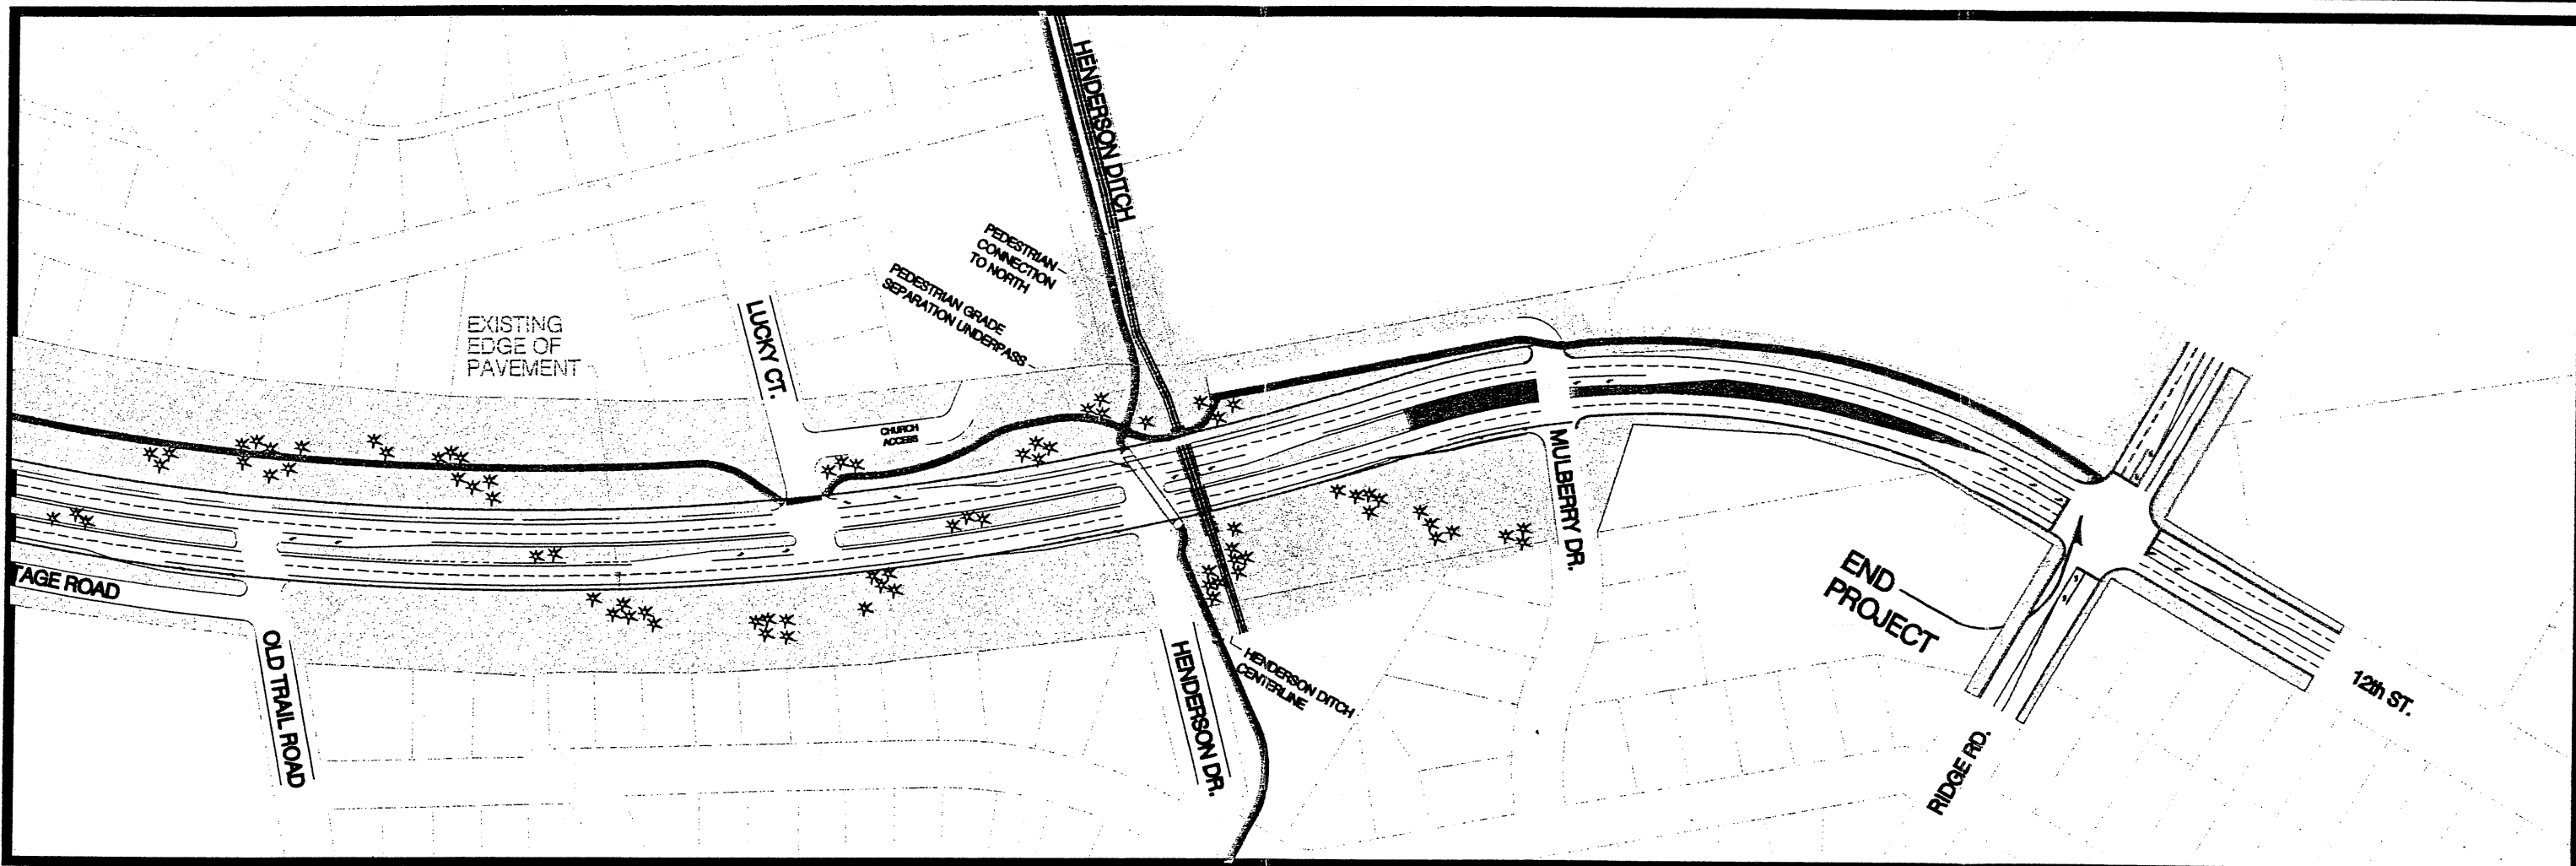 HENDERSON DITCH
PEDESTRIAN
CONNECTION
TO NORTH
PEDESTRIAN GRADE
SEPARATION UNDERPASS
EXISTING
EDGE OF
PAVEMENT
LUCKY CT.
CHURCH
ACCESS
MULBERRY DR.
TAGE ROAD
OLD TRAIL ROAD
HENDERSON DR.
HENDERSON DITCH
CENTERLINE
END
PROJECT
RIDGE RD.
12th ST.